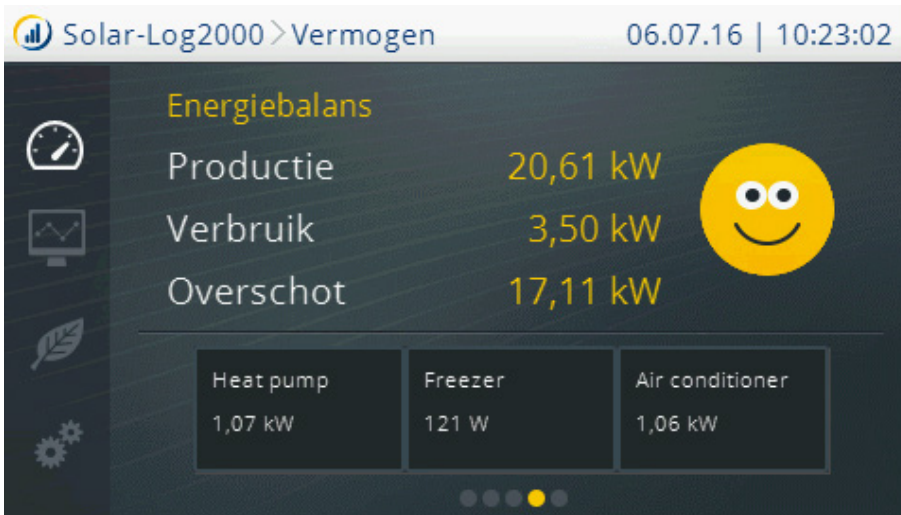 Solar-Log2000 > Vermogen 06.07.16 | 10:23:02
Energiebalans
Productie 20,61 kW
Verbruik 3,50 kW
Overschot 17,11 kW
Heat pump Freezer Air conditioner
1,07 kW 121 W 1,06 kW